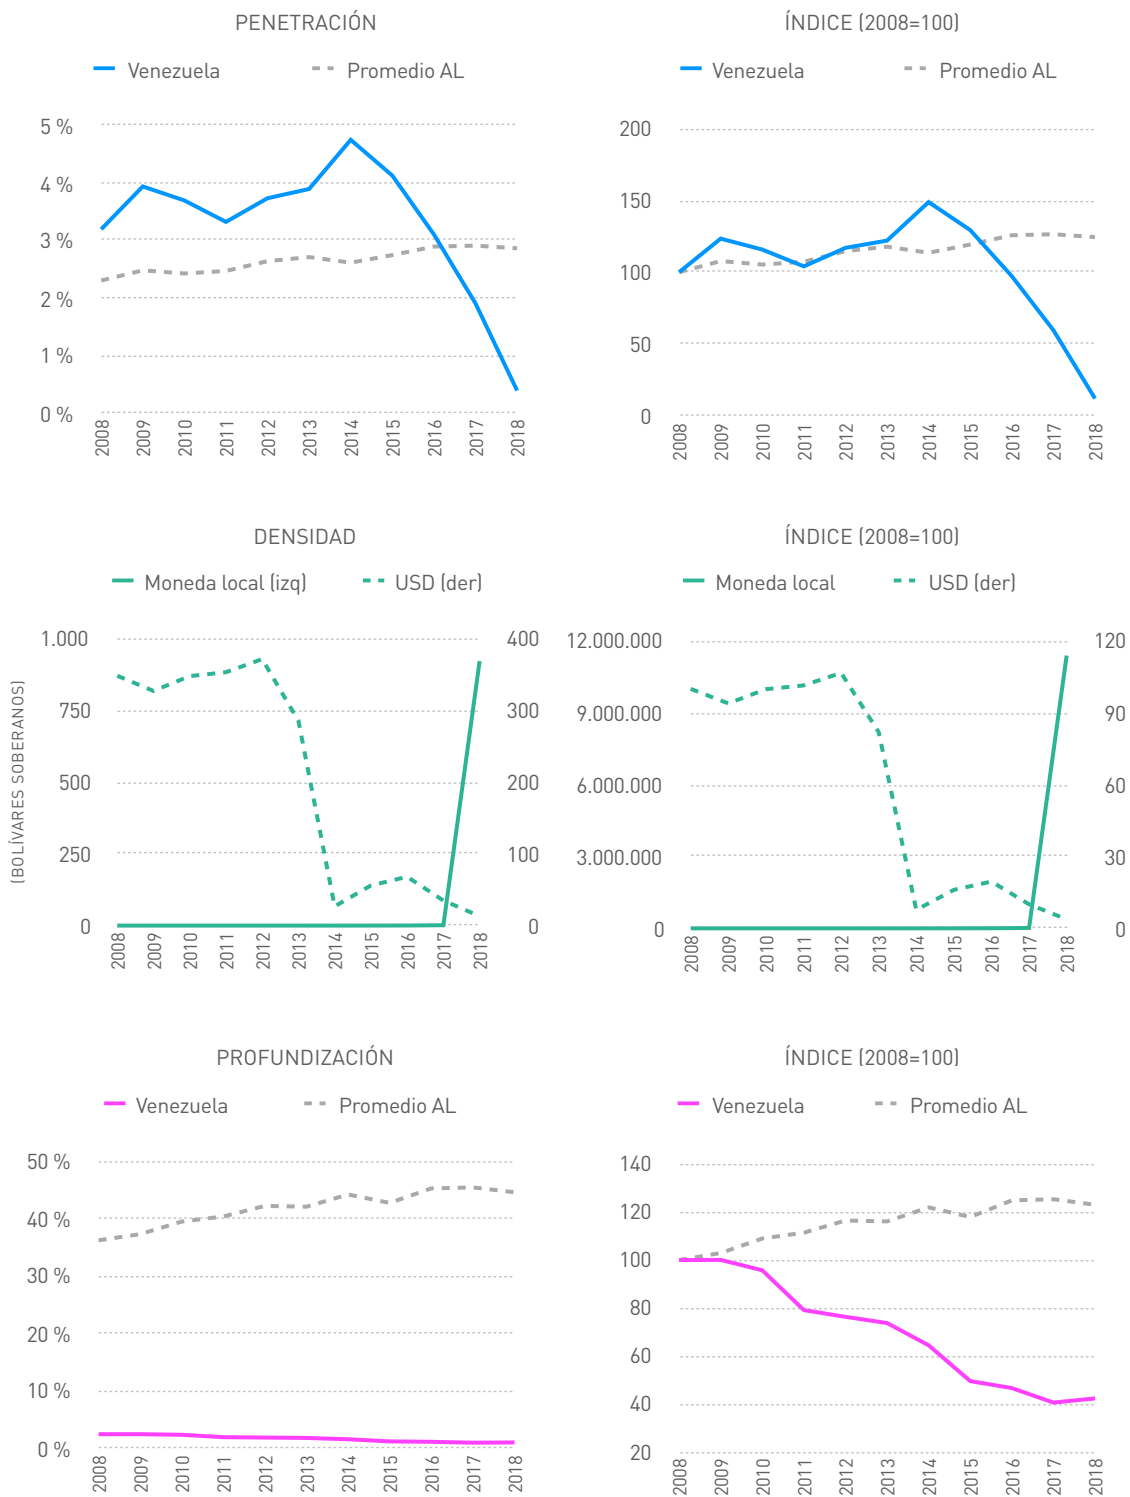 PENETRACIÓN
Venezuela Promedio AL
5 %
4 %
3 %
2 %
1 %
0 %
2008 2009 2010 2011 2012 2013 2014 2015 2016 2017 2018
ÍNDICE (2008=100)
Venezuela Promedio AL
200
150
100
50
0
2008 2009 2010 2011 2012 2013 2014 2015 2016 2017 2018
DENSIDAD
Moneda local (izq) USD (der)
(BOLÍVARES SOBERANOS)
1.000 400
750 300
500 200
250 100
0 0
2008 2009 2010 2011 2012 2013 2014 2015 2016 2017 2018
ÍNDICE (2008=100)
Moneda local USD (der)
12.000.000 120
9.000.000 90
6.000.000 60
3.000.000 30
0 0
2008 2009 2010 2011 2012 2013 2014 2015 2016 2017 2018
PROFUNDIZACIÓN
Venezuela Promedio AL
50 %
40 %
30 %
20 %
10 %
0 %
2008 2009 2010 2011 2012 2013 2014 2015 2016 2017 2018
ÍNDICE (2008=100)
Venezuela Promedio AL
140
120
100
80
60
40
20
2008 2009 2010 2011 2012 2013 2014 2015 2016 2017 2018